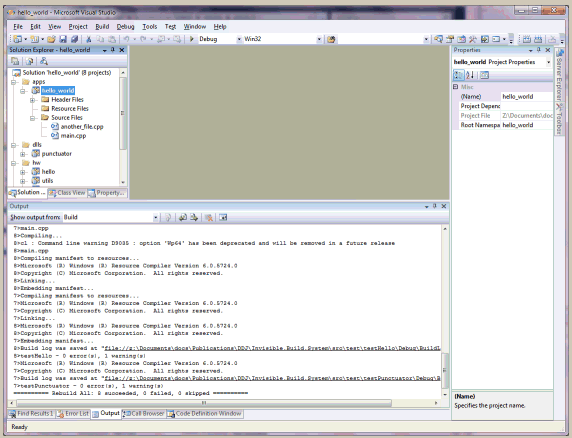 hello_world - Microsoft Visual Studio
File Edit View Project Build Debug Tools Test Window Help
Debug Win32
Solution Explorer - hello_world
Solution 'hello_world' (8 projects)
apps
hello_world
Header Files
Resource Files
Source Files
another_file.cpp
main.cpp
dlls
punctuator
hw
hello
utils
Solution ... Class View Property...
Properties
hello_world Project Properties
Misc
(Name) hello_world
Project Depenc
Project File Z:\Documents\doc
Root Namespa hello_world
(Name)
Specifies the project name.
Server Explorer
Toolbox
Output
Show output from: Build
7>main.cpp
8>Compiling...
8>cl : Command line warning D9035 : option 'Wp64' has been deprecated and will be removed in a future release
8>main.cpp
8>Compiling manifest to resources...
8>Microsoft (R) Windows (R) Resource Compiler Version 6.0.5724.0
8>Copyright (C) Microsoft Corporation.  All rights reserved.
8>Linking...
8>Embedding manifest...
7>Compiling manifest to resources...
7>Microsoft (R) Windows (R) Resource Compiler Version 6.0.5724.0
7>Copyright (C) Microsoft Corporation.  All rights reserved.
7>Linking...
8>Microsoft (R) Windows (R) Resource Compiler Version 6.0.5724.0
8>Copyright (C) Microsoft Corporation.  All rights reserved.
7>Embedding manifest...
8>Build log was saved at "file://z:\Documents\docs\Publications\DDJ\Invisible.Build.System\src\test\testHello\Debug\BuildL
8>testHello - 0 error(s), 1 warning(s)
7>Microsoft (R) Windows (R) Resource Compiler Version 6.0.5724.0
7>Copyright (C) Microsoft Corporation.  All rights reserved.
7>Build log was saved at "file://z:\Documents\docs\Publications\DDJ\Invisible.Build.System\src\test\testPunctuator\Debug\B
7>testPunctuator - 0 error(s), 1 warning(s)
========== Rebuild All: 8 succeeded, 0 failed, 0 skipped ==========
Find Results 1 Error List Output Call Browser Code Definition Window
Ready